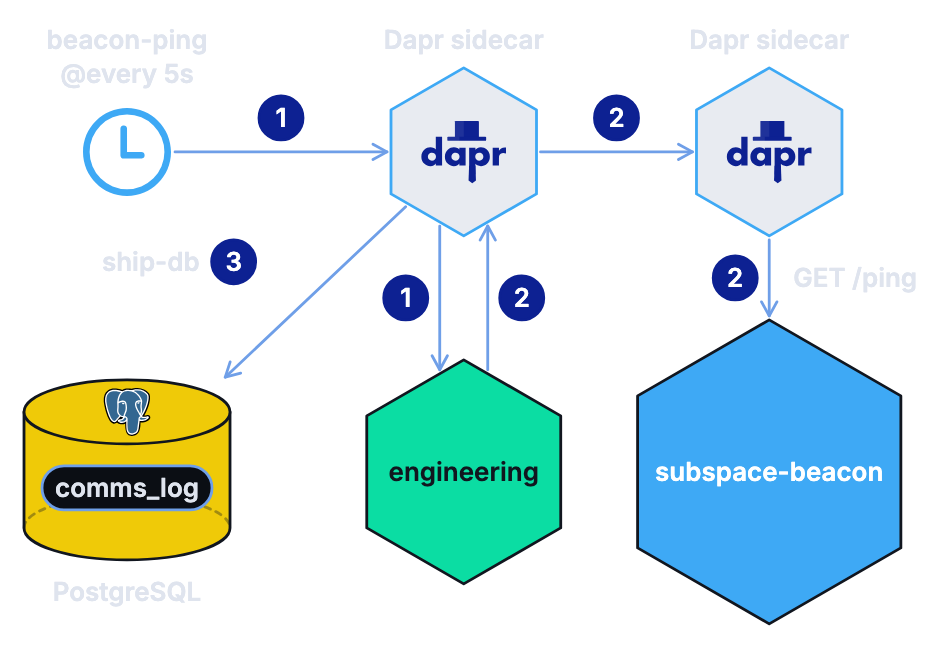 beacon-ping
@every 5s
Dapr sidecar
Dapr sidecar
1
2
dapr
dapr
ship-db
3
1
2
2
GET /ping
comms_log
engineering
subspace-beacon
PostgreSQL